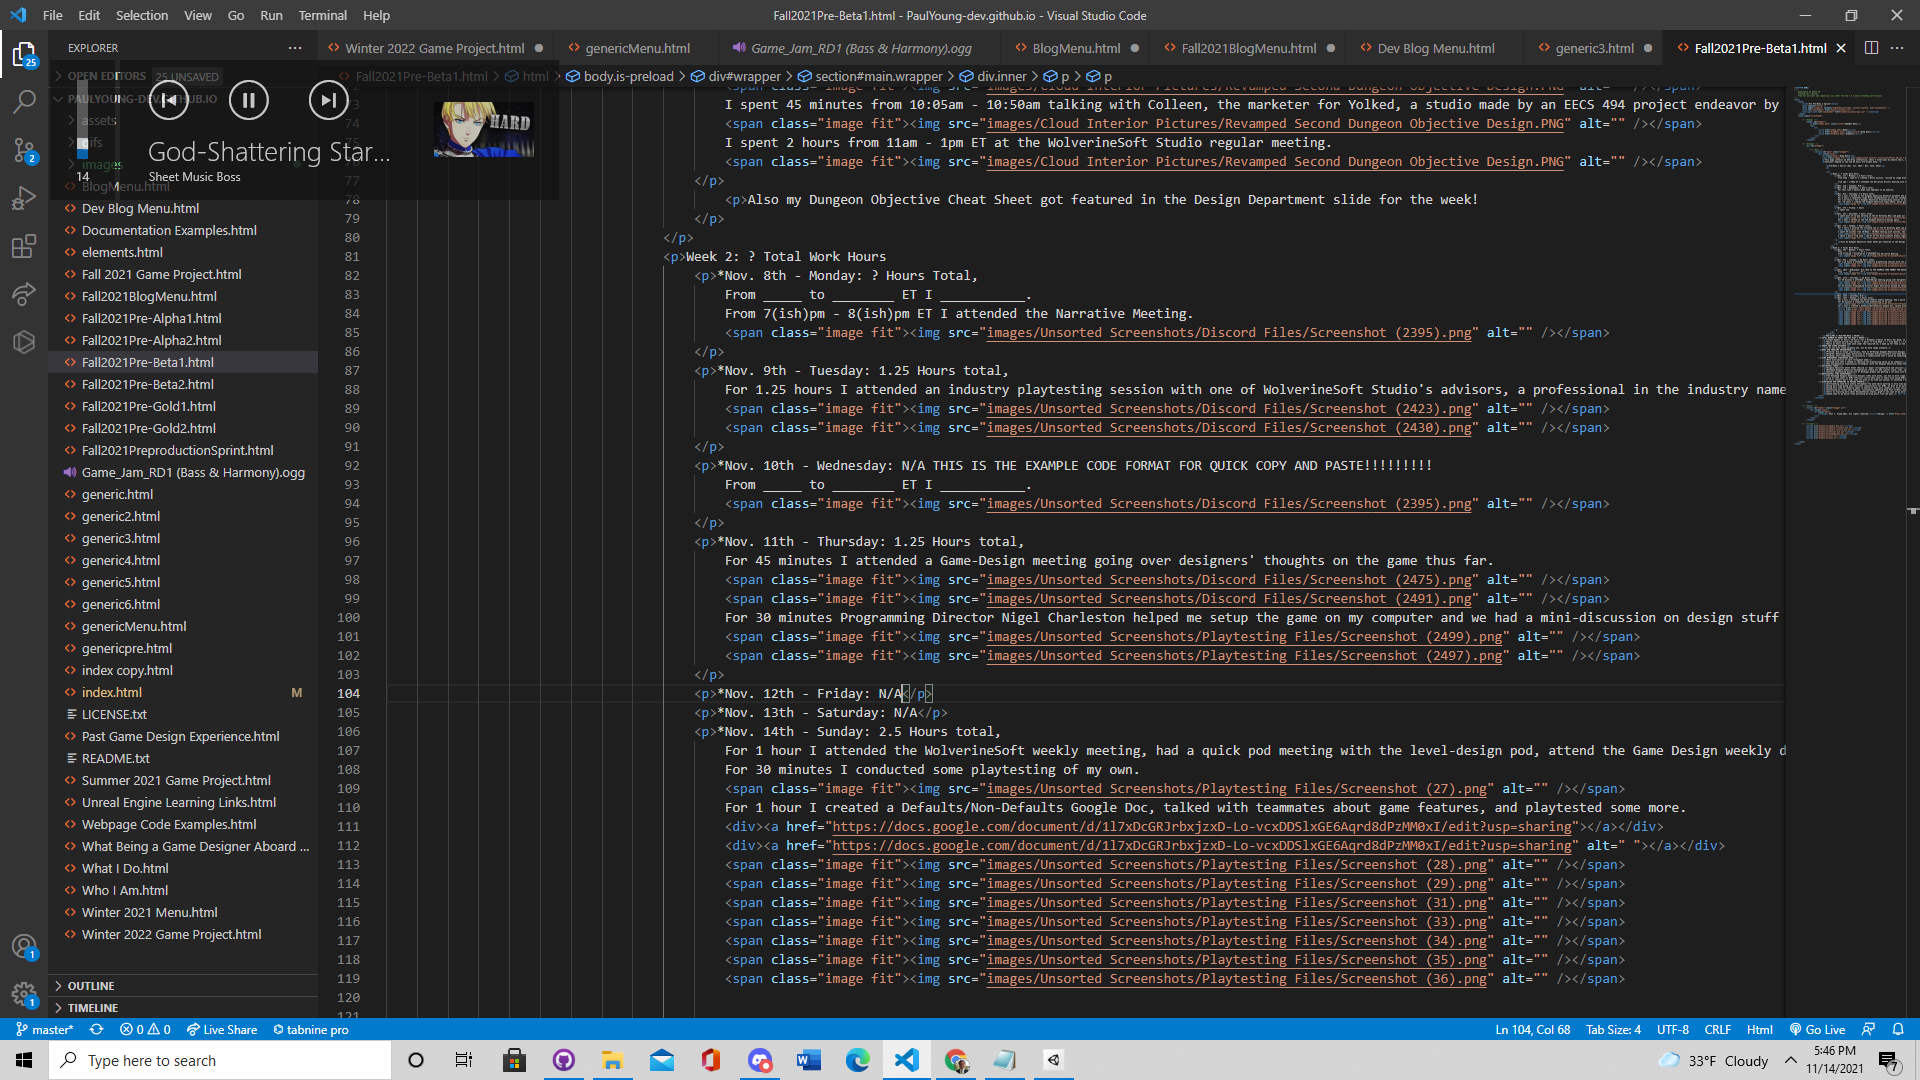 File Edit Selection View Go Run Terminal Help
Fall2021Pre-Beta1.html - PaulYoung-dev.github.io - Visual Studio Code
EXPLORER
Winter 2022 Game Project.html genericMenu.html Game_Jam_RD1 (Bass & Harmony).ogg BlogMenu.html Fall2021BlogMenu.html Dev Blog Menu.html generic3.html Fall2021Pre-Beta1.html
OPEN EDITORS 25 UNSAVED
Fall2021Pre-Beta1.html > html > body.is-preload > div#wrapper > section#main.wrapper > div.inner > p > p
PAULYOUNG-DEV.GITHUB.IO
assets
gifs
images
BlogMenu.html
God-Shattering Star...
Sheet Music Boss
14
HARD
Dev Blog Menu.html
Documentation Examples.html
elements.html
Fall 2021 Game Project.html
Fall2021BlogMenu.html
Fall2021Pre-Alpha1.html
Fall2021Pre-Alpha2.html
Fall2021Pre-Beta1.html
Fall2021Pre-Beta2.html
Fall2021Pre-Gold1.html
Fall2021Pre-Gold2.html
Fall2021PreproductionSprint.html
Game_Jam_RD1 (Bass & Harmony).ogg
generic.html
generic2.html
generic3.html
generic4.html
generic5.html
generic6.html
genericMenu.html
genericpre.html
index copy.html
index.html M
LICENSE.txt
Past Game Design Experience.html
README.txt
Summer 2021 Game Project.html
Unreal Engine Learning Links.html
Webpage Code Examples.html
What Being a Game Designer Aboard ...
What I Do.html
Who I Am.html
Winter 2021 Menu.html
Winter 2022 Game Project.html
OUTLINE
TIMELINE
73 I spent 45 minutes from 10:05am - 10:50am talking with Colleen, the marketer for Yolked, a studio made by an EECS 494 project endeavor by
74 <span class="image fit"><img src="images/Cloud Interior Pictures/Revamped Second Dungeon Objective Design.PNG" alt="" /></span>
75 I spent 2 hours from 11am - 1pm ET at the WolverineSoft Studio regular meeting.
76 <span class="image fit"><img src="images/Cloud Interior Pictures/Revamped Second Dungeon Objective Design.PNG" alt="" /></span>
77 </p>
78 <p>Also my Dungeon Objective Cheat Sheet got featured in the Design Department slide for the week!
79 </p>
80 </p>
81 <p>Week 2: ? Total Work Hours
82 <p>*Nov. 8th - Monday: ? Hours Total,
83 From _____ to ________ ET I ___________.
84 From 7(ish)pm - 8(ish)pm ET I attended the Narrative Meeting.
85 <span class="image fit"><img src="images/Unsorted Screenshots/Discord Files/Screenshot (2395).png" alt="" /></span>
86 </p>
87 <p>*Nov. 9th - Tuesday: 1.25 Hours total,
88 For 1.25 hours I attended an industry playtesting session with one of WolverineSoft Studio's advisors, a professional in the industry name
89 <span class="image fit"><img src="images/Unsorted Screenshots/Discord Files/Screenshot (2423).png" alt="" /></span>
90 <span class="image fit"><img src="images/Unsorted Screenshots/Discord Files/Screenshot (2430).png" alt="" /></span>
91 </p>
92 <p>*Nov. 10th - Wednesday: N/A THIS IS THE EXAMPLE CODE FORMAT FOR QUICK COPY AND PASTE!!!!!!!!!
93 From _____ to ________ ET I ___________.
94 <span class="image fit"><img src="images/Unsorted Screenshots/Discord Files/Screenshot (2395).png" alt="" /></span>
95 </p>
96 <p>*Nov. 11th - Thursday: 1.25 Hours total,
97 For 45 minutes I attended a Game-Design meeting going over designers' thoughts on the game thus far.
98 <span class="image fit"><img src="images/Unsorted Screenshots/Discord Files/Screenshot (2475).png" alt="" /></span>
99 <span class="image fit"><img src="images/Unsorted Screenshots/Discord Files/Screenshot (2491).png" alt="" /></span>
100 For 30 minutes Programming Director Nigel Charleston helped me setup the game on my computer and we had a mini-discussion on design stuff
101 <span class="image fit"><img src="images/Unsorted Screenshots/Playtesting Files/Screenshot (2499).png" alt="" /></span>
102 <span class="image fit"><img src="images/Unsorted Screenshots/Playtesting Files/Screenshot (2497).png" alt="" /></span>
103 </p>
104 <p>*Nov. 12th - Friday: N/A</p>
105 <p>*Nov. 13th - Saturday: N/A</p>
106 <p>*Nov. 14th - Sunday: 2.5 Hours total,
107 For 1 hour I attended the WolverineSoft weekly meeting, had a quick pod meeting with the level-design pod, attend the Game Design weekly d
108 For 30 minutes I conducted some playtesting of my own.
109 <span class="image fit"><img src="images/Unsorted Screenshots/Playtesting Files/Screenshot (27).png" alt="" /></span>
110 For 1 hour I created a Defaults/Non-Defaults Google Doc, talked with teammates about game features, and playtested some more.
111 <div><a href="https://docs.google.com/document/d/1l7xDcGRJrbxjzxD-Lo-vcxDDSlxGE6Aqrd8dPzMM0xI/edit?usp=sharing"></a></div>
112 <div><a href="https://docs.google.com/document/d/1l7xDcGRJrbxjzxD-Lo-vcxDDSlxGE6Aqrd8dPzMM0xI/edit?usp=sharing" alt=" "></a></div>
113 <span class="image fit"><img src="images/Unsorted Screenshots/Playtesting Files/Screenshot (28).png" alt="" /></span>
114 <span class="image fit"><img src="images/Unsorted Screenshots/Playtesting Files/Screenshot (29).png" alt="" /></span>
115 <span class="image fit"><img src="images/Unsorted Screenshots/Playtesting Files/Screenshot (31).png" alt="" /></span>
116 <span class="image fit"><img src="images/Unsorted Screenshots/Playtesting Files/Screenshot (33).png" alt="" /></span>
117 <span class="image fit"><img src="images/Unsorted Screenshots/Playtesting Files/Screenshot (34).png" alt="" /></span>
118 <span class="image fit"><img src="images/Unsorted Screenshots/Playtesting Files/Screenshot (35).png" alt="" /></span>
119 <span class="image fit"><img src="images/Unsorted Screenshots/Playtesting Files/Screenshot (36).png" alt="" /></span>
120
121
master* 0 0 Live Share tabnine pro
Ln 104, Col 68 Tab Size: 4 UTF-8 CRLF Html Go Live
Type here to search
33°F Cloudy
5:46 PM
11/14/2021
7